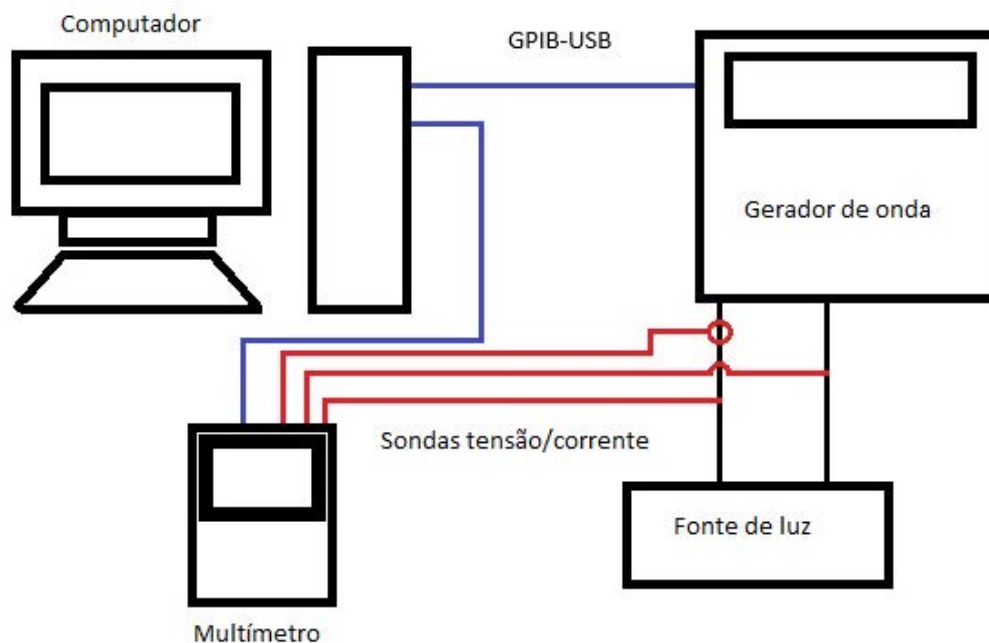 Computador
GPIB-USB
Gerador de onda
Sondas tensão/corrente
Fonte de luz
Multímetro